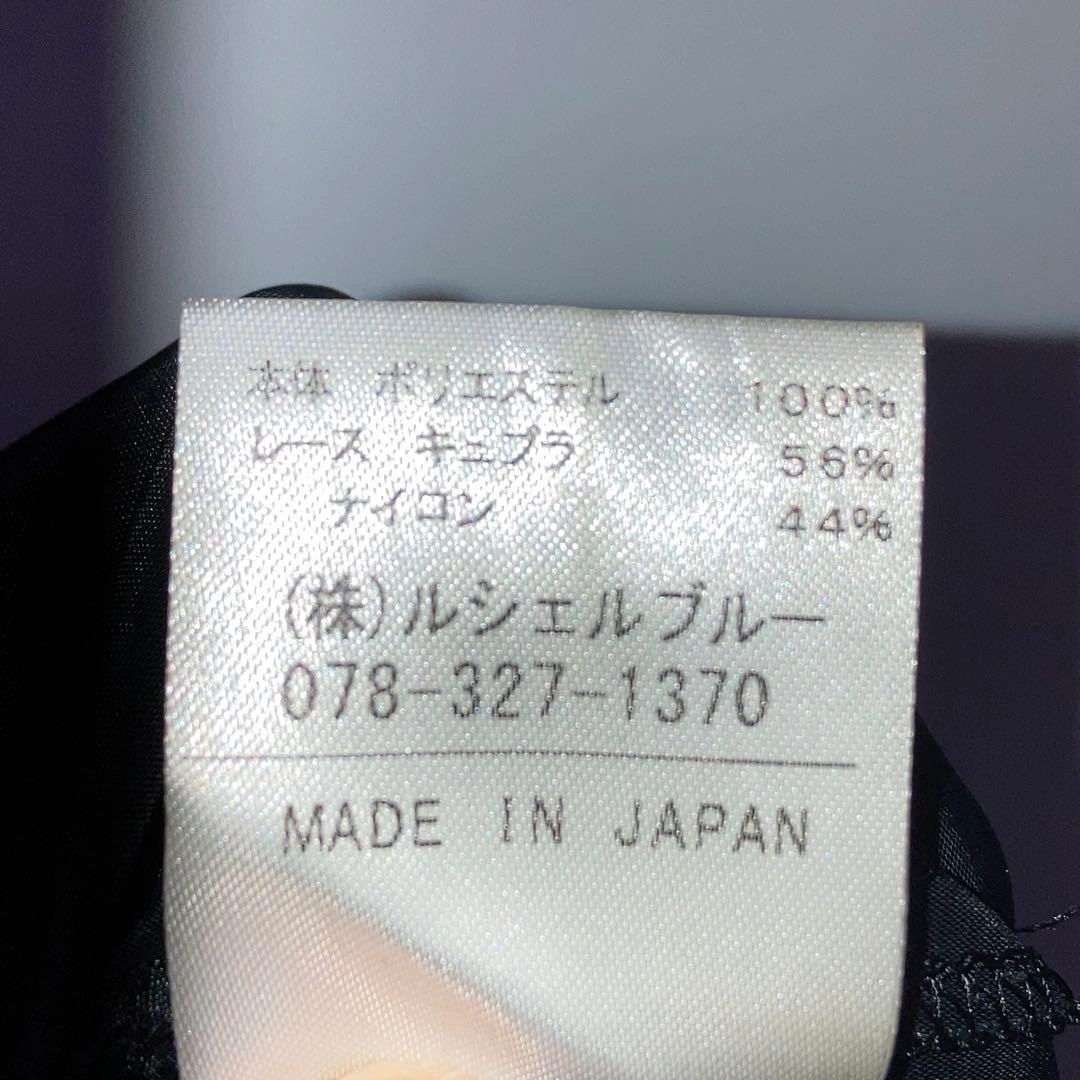 本体 ポリエステル 100%
レース キュプラ 56%
ナイロン 44%
(株)ルシェルブルー
078-327-1370
MADE IN JAPAN